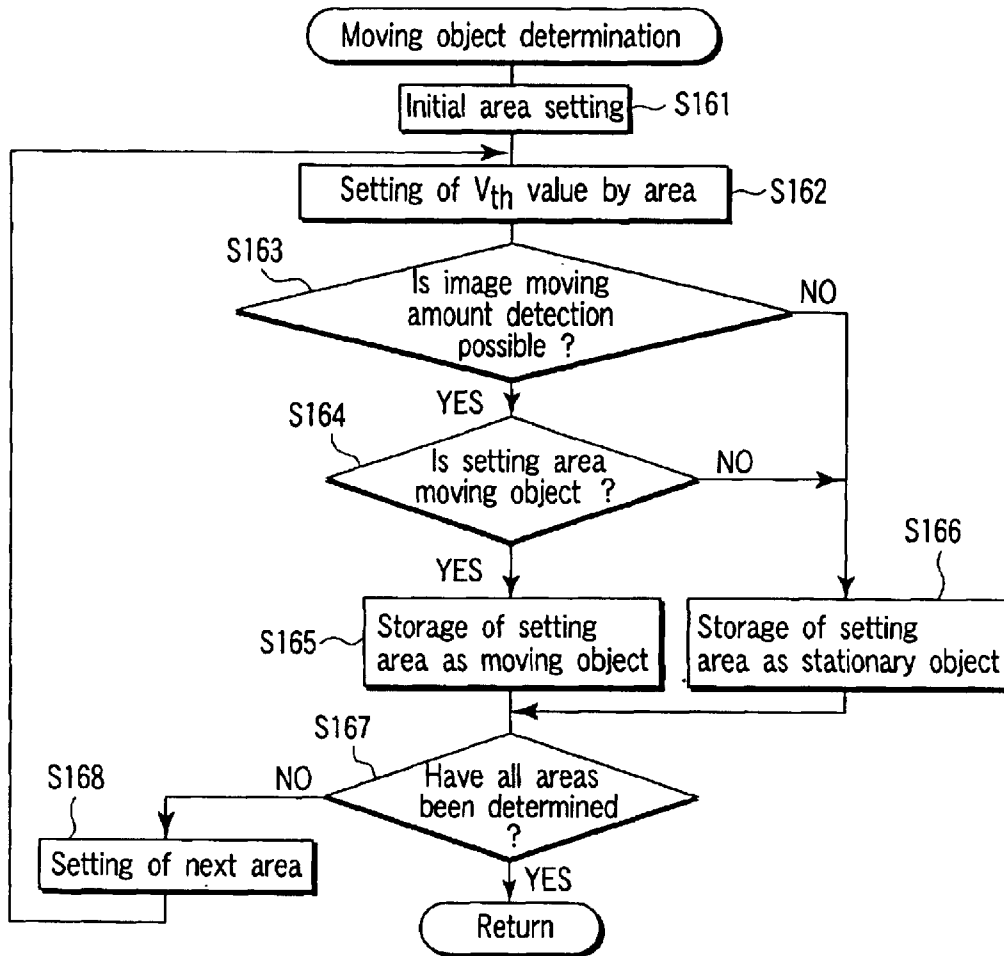 Moving object determination
Initial area setting
S161
Setting of Vth value by area
S162
S163
Is image moving
amount detection
possible ?
NO
YES
S164
Is setting area
moving object ?
NO
YES
S166
S165
Storage of setting
area as moving object
Storage of setting
area as stationary object
S167
Have all areas
been determined
?
NO
S168
Setting of next area
YES
Return